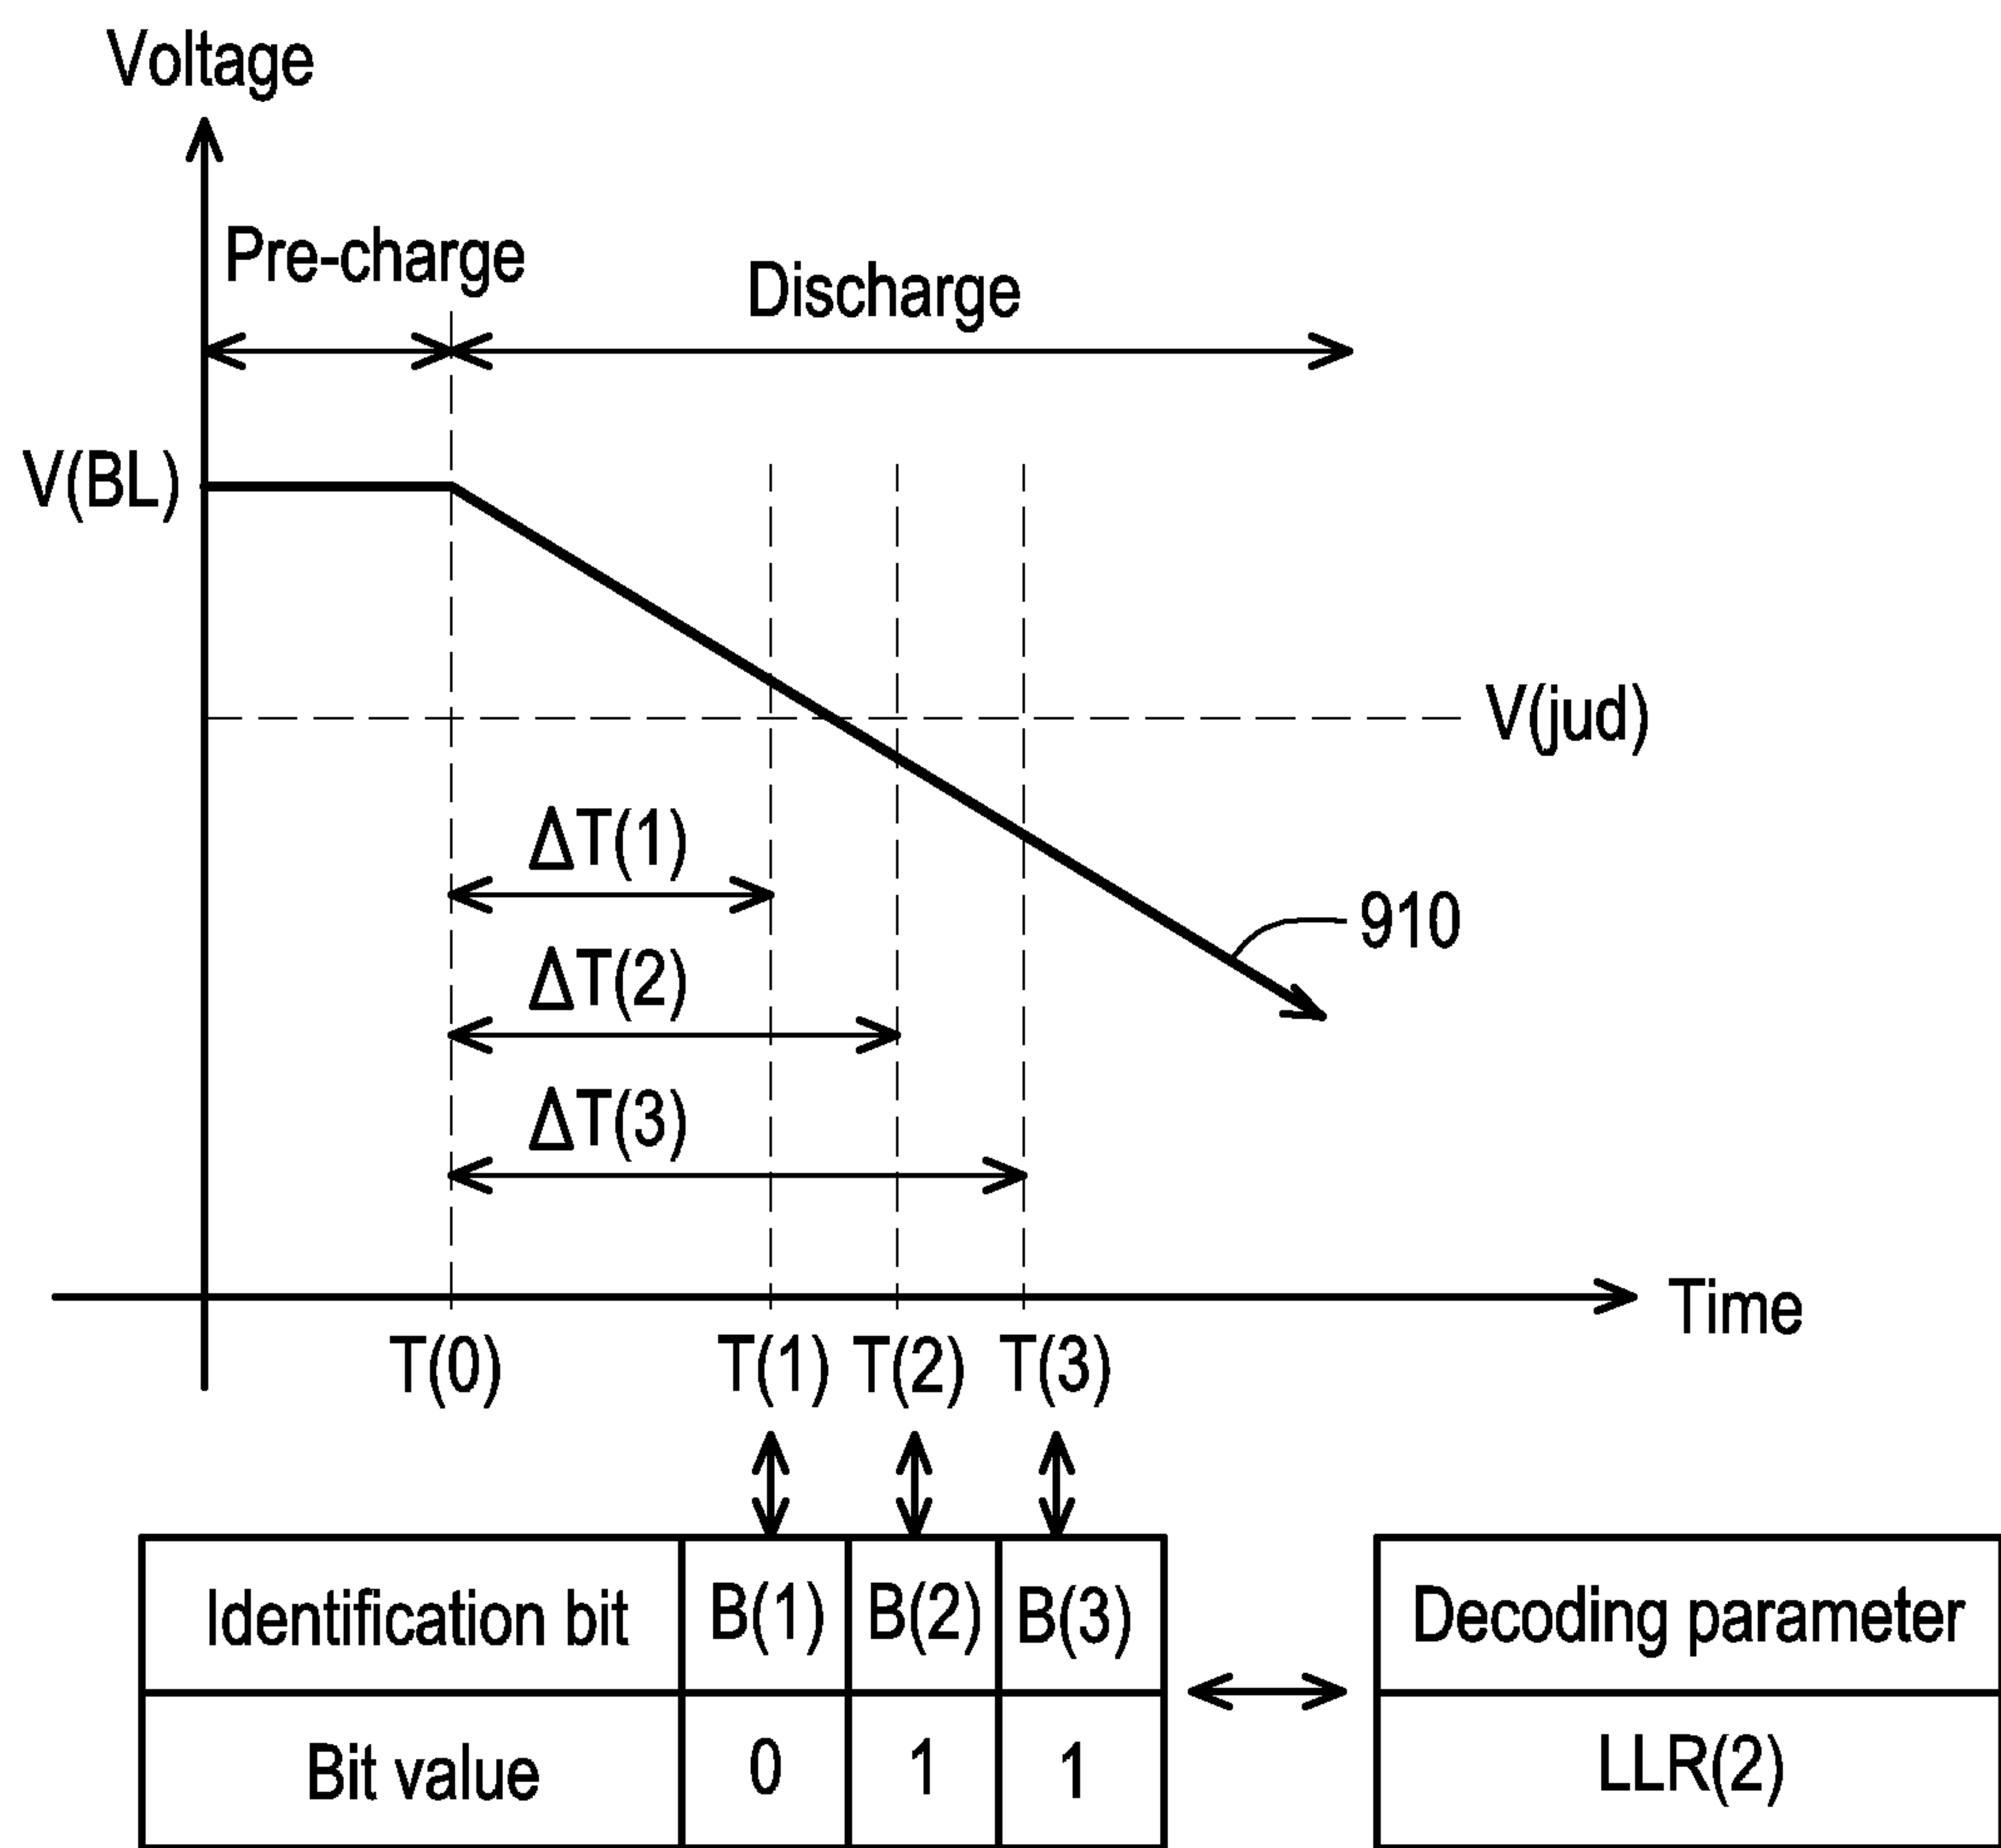 Voltage
Pre-charge
Discharge
V(BL)
V(jud)
ΔT(1)
910
ΔT(2)
ΔT(3)
Time
T(0) T(1) T(2) T(3)
Identification bit B(1) B(2) B(3) Decoding parameter
Bit value 0 1 1 LLR(2)